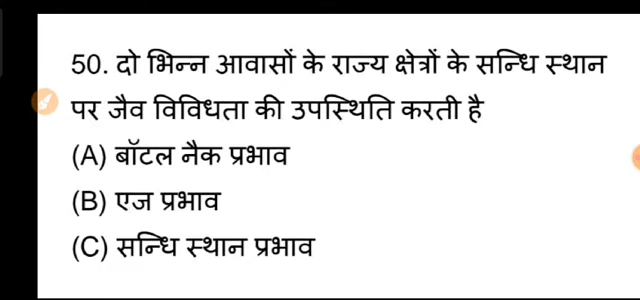 50. दो भिन्न आवासों के राज्य क्षेत्रों के सन्धि स्थान
पर जैव विविधता की उपस्थिति करती है
(A) बॉटल नैक प्रभाव
(B) एज प्रभाव
(C) सन्धि स्थान प्रभाव